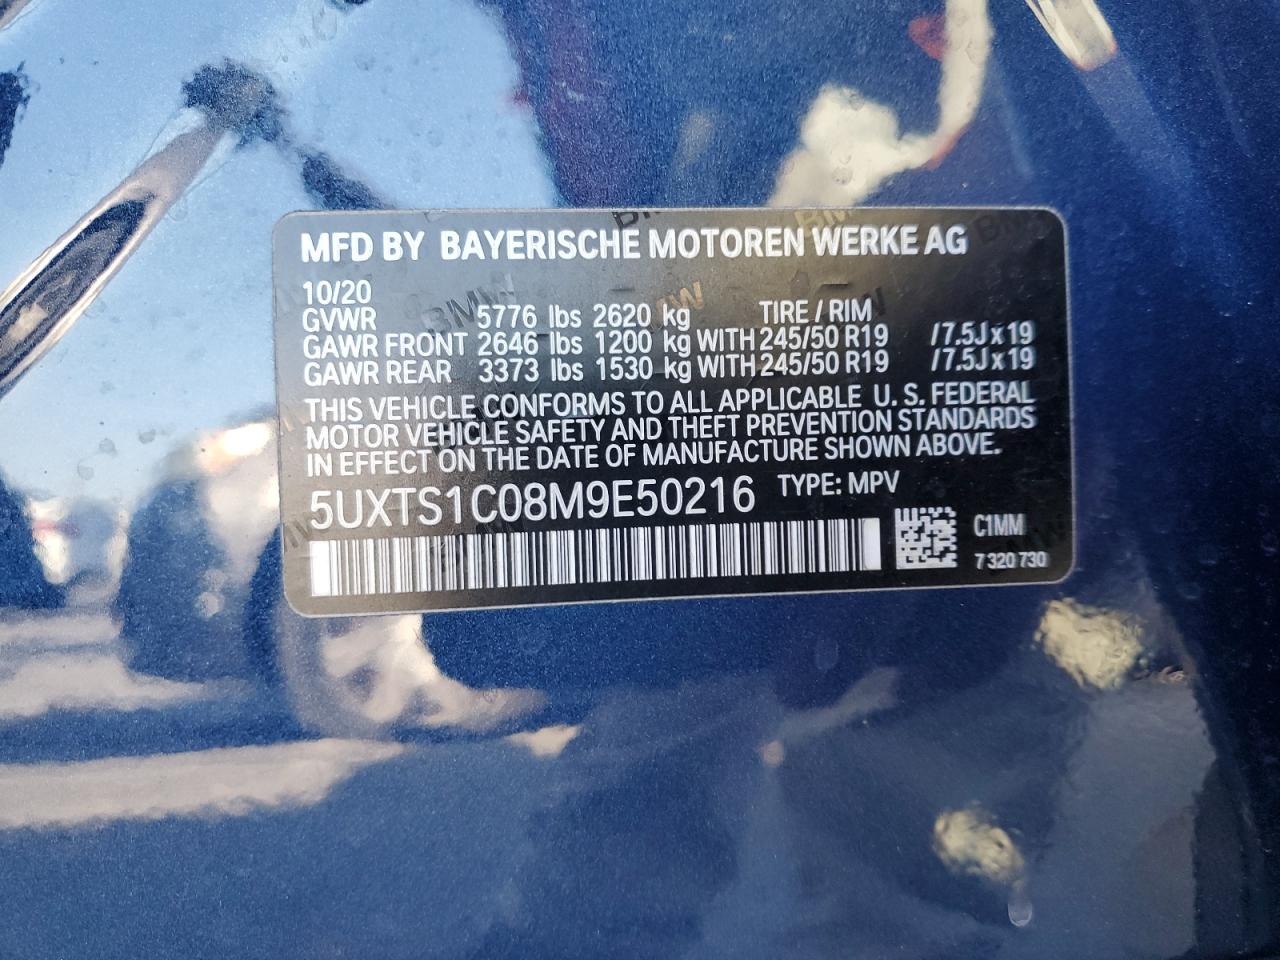 MFD BY BAYERISCHE MOTOREN WERKE AG
10/20
GVWR 5776 lbs 2620 kg TIRE / RIM
GAWR FRONT 2646 lbs 1200 kg WITH 245/50 R19 /7.5J x 19
GAWR REAR 3373 lbs 1530 kg WITH 245/50 R19 /7.5J x 19
THIS VEHICLE CONFORMS TO ALL APPLICABLE U. S. FEDERAL
MOTOR VEHICLE SAFETY AND THEFT PREVENTION STANDARDS
IN EFFECT ON THE DATE OF MANUFACTURE SHOWN ABOVE.
5UXTS1C08M9E50216 TYPE: MPV
C1MM
7 320 730